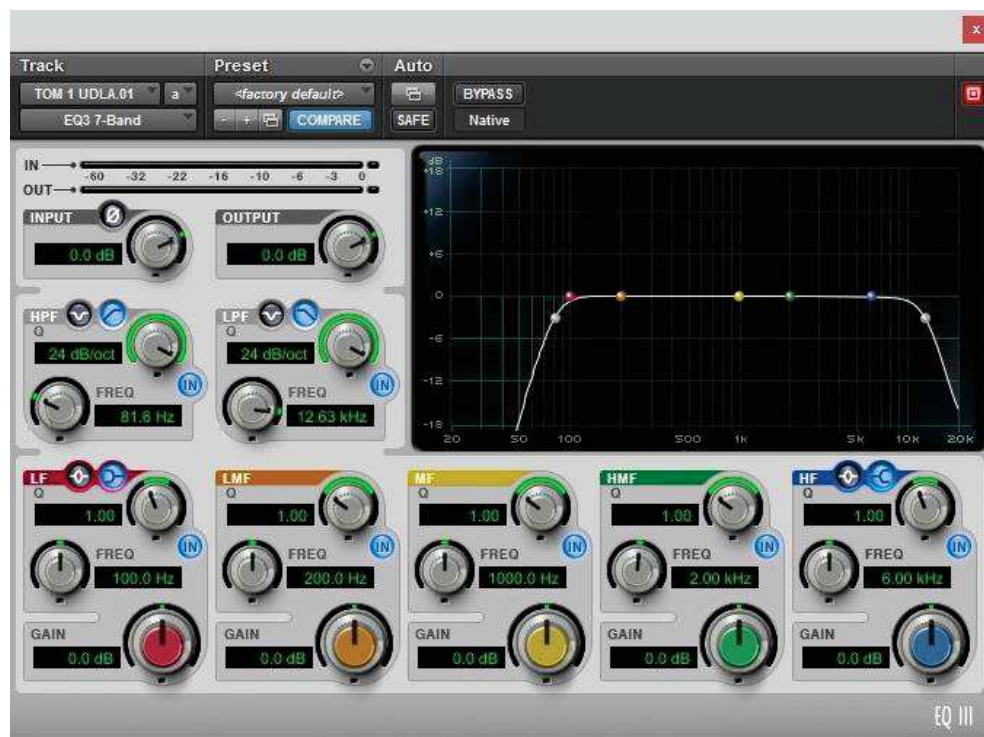 x
Track Preset Auto
TOM 1 UDLA.01 a <factory default> BYPASS
EQ3 7-Band - + COMPARE SAFE Native
IN
-60 -32 -22 -16 -10 -6 -3 0
OUT
INPUT Ø OUTPUT
0.0 dB 0.0 dB
HPF LPF
Q Q
24 dB/oct 24 dB/oct
IN IN
FREQ FREQ
81.6 Hz 12.63 kHz
dB
+18
+12
+6
0
-6
-12
-18
20 50 100 500 1K 5K 10K 20K
LF LMF MF HMF HF
Q Q Q Q Q
1.00 1.00 1.00 1.00 1.00
IN IN IN IN IN
FREQ FREQ FREQ FREQ FREQ
100.0 Hz 200.0 Hz 1000.0 Hz 2.00 kHz 6.00 kHz
GAIN GAIN GAIN GAIN GAIN
0.0 dB 0.0 dB 0.0 dB 0.0 dB 0.0 dB
EQ III